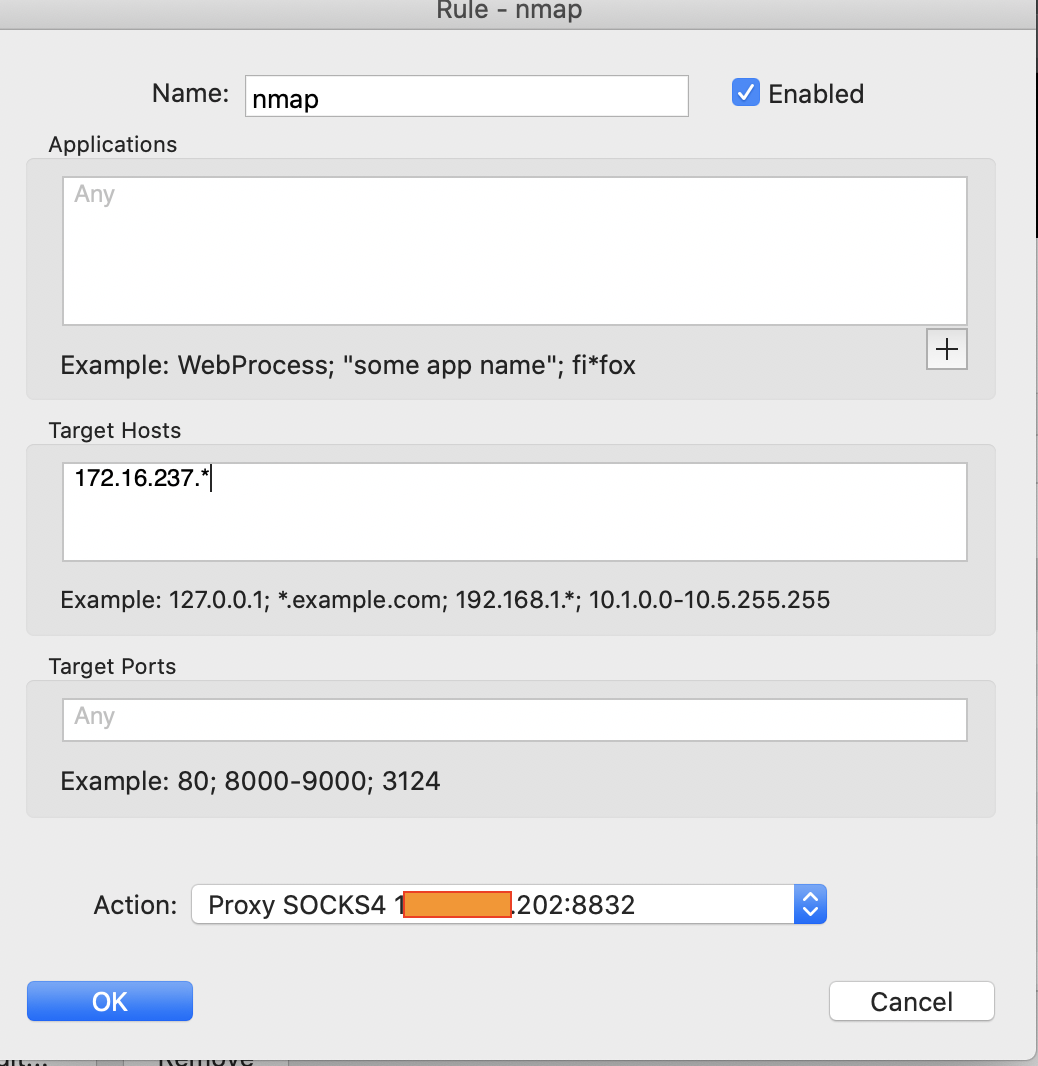 Rule - nmap
Name: nmap
Enabled
Applications
Any
Example: WebProcess; "some app name"; fi*fox
Target Hosts
172.16.237.*
Example: 127.0.0.1; *.example.com; 192.168.1.*; 10.1.0.0-10.5.255.255
Target Ports
Any
Example: 80; 8000-9000; 3124
Action: Proxy SOCKS4 1 .202:8832
OK
Cancel
Remove